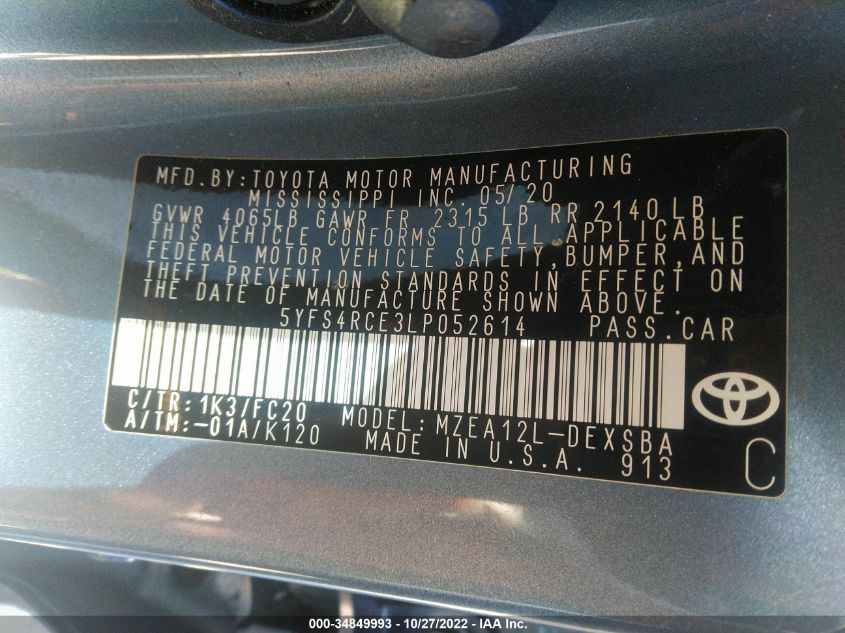 MFD. BY: TOYOTA MOTOR MANUFACTURING
MISSISSIPPI INC 05/20
GVWR 4065LB GAWR FR 2315 LB RR 2140 LB
THIS VEHICLE CONFORMS TO ALL APPLICABLE
FEDERAL MOTOR VEHICLE SAFETY, BUMPER, AND
THEFT PREVENTION STANDARDS IN EFFECT ON
THE DATE OF MANUFACTURE SHOWN ABOVE.
5YFS4RCE3LP052614 PASS. CAR
C/TR: 1K3/FC20 MODEL: MZEA12L-DEXSBA
A/TM: -01A/K120 MADE IN U.S.A. 913
C
000-34849993 - 10/27/2022 - IAA Inc.